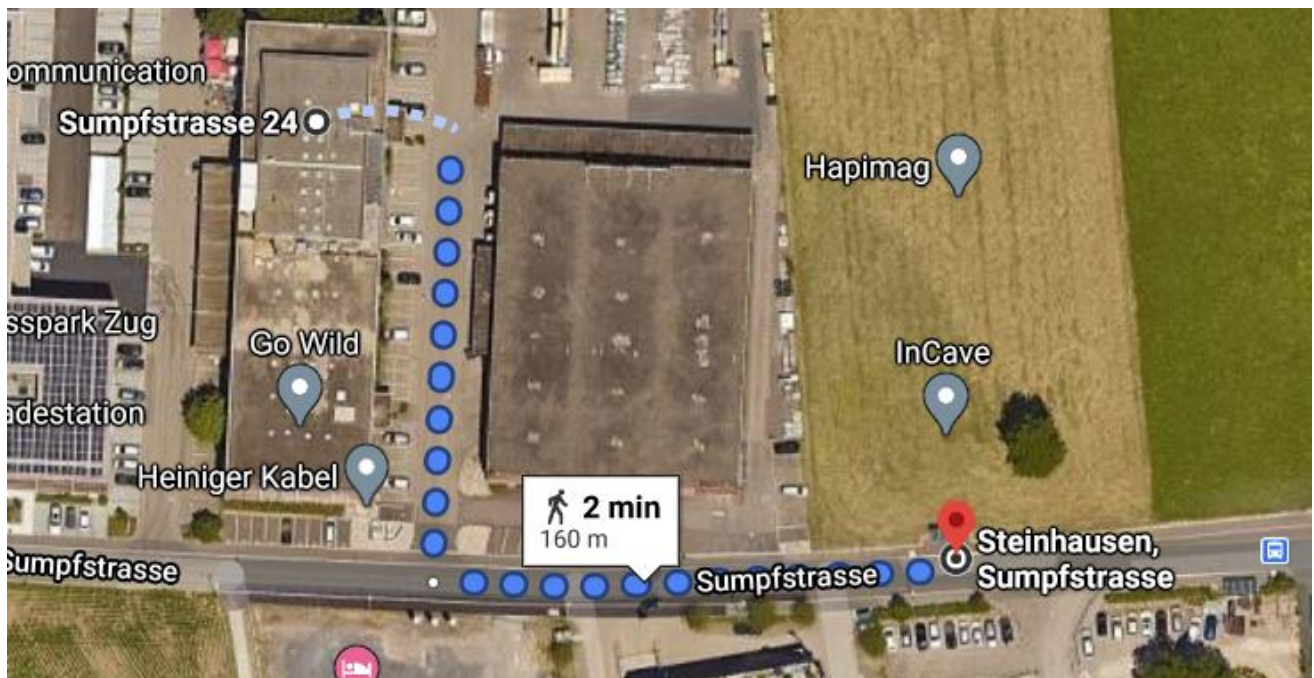 ommunication
Sumpfstrasse 24
Hapimag
sspark Zug
Go Wild
InCave
adestation
Heiniger Kabel
2 min
160 m
Sumpfstrasse
Sumpfstrasse
Steinhausen,
Sumpfstrasse